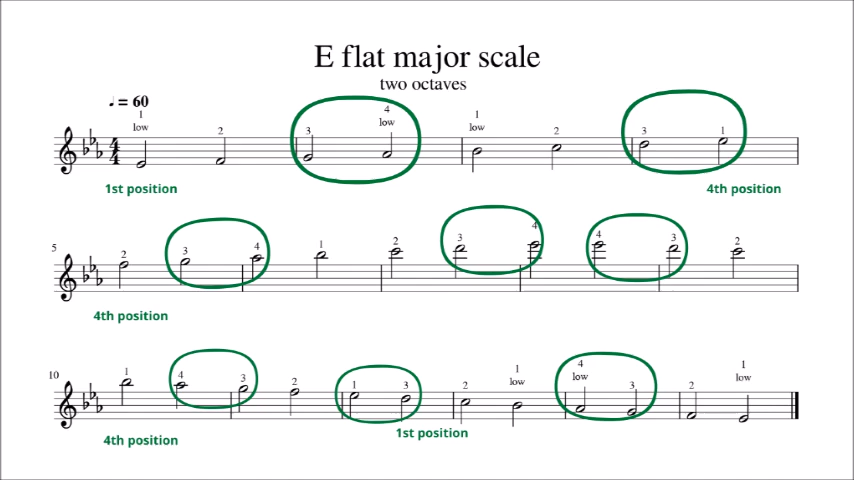 E flat major scale
two octaves
♩ = 60
1 4 1
low 2 3 low low 2 3 1
1st position 4th position
5 2 3 4 1 2 3 4 4 3 2
4th position
10 1 4 3 2 1 3 2 1 4 3 1
low low low
1st position
4th position